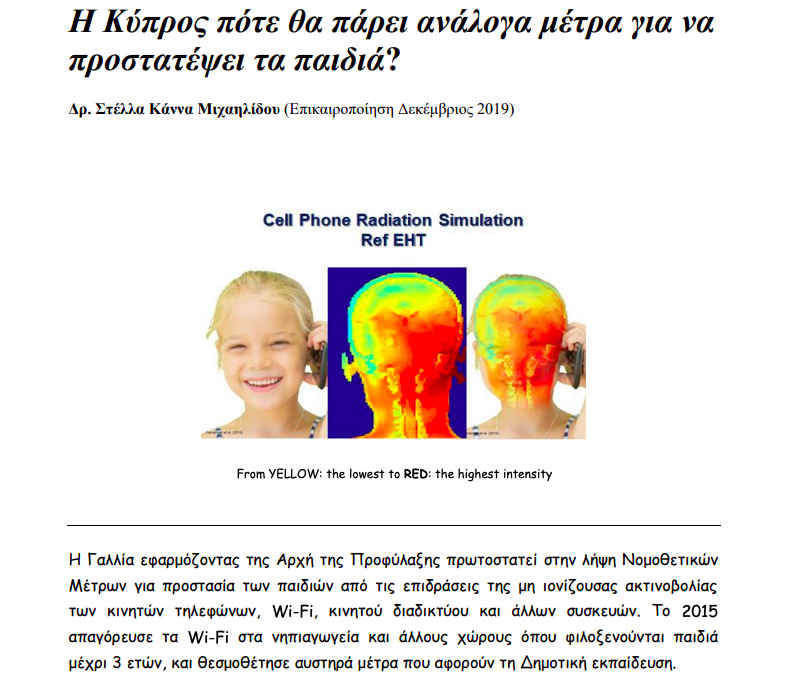 Η Κύπρος πότε θα πάρει ανάλογα μέτρα για να
προστατέψει τα παιδιά?
Δρ. Στέλλα Κάννα Μιχαηλίδου (Επικαιροποίηση Δεκέμβριος 2019)
Cell Phone Radiation Simulation
Ref EHT
From YELLOW: the lowest to RED: the highest intensity
Η Γαλλία εφαρμόζοντας της Αρχή της Προφύλαξης πρωτοστατεί στην λήψη Νομοθετικών
Μέτρων για προστασία των παιδιών από τις επιδράσεις της μη ιονίζουσας ακτινοβολίας
των κινητών τηλεφώνων, Wi-Fi, κινητού διαδικτύου και άλλων συσκευών. Το 2015
απαγόρευσε τα Wi-Fi στα νηπιαγωγεία και άλλους χώρους όπου φιλοξενούνται παιδιά
μέχρι 3 ετών, και θεσμοθέτησε αυστηρά μέτρα που αφορούν τη Δημοτική εκπαίδευση.